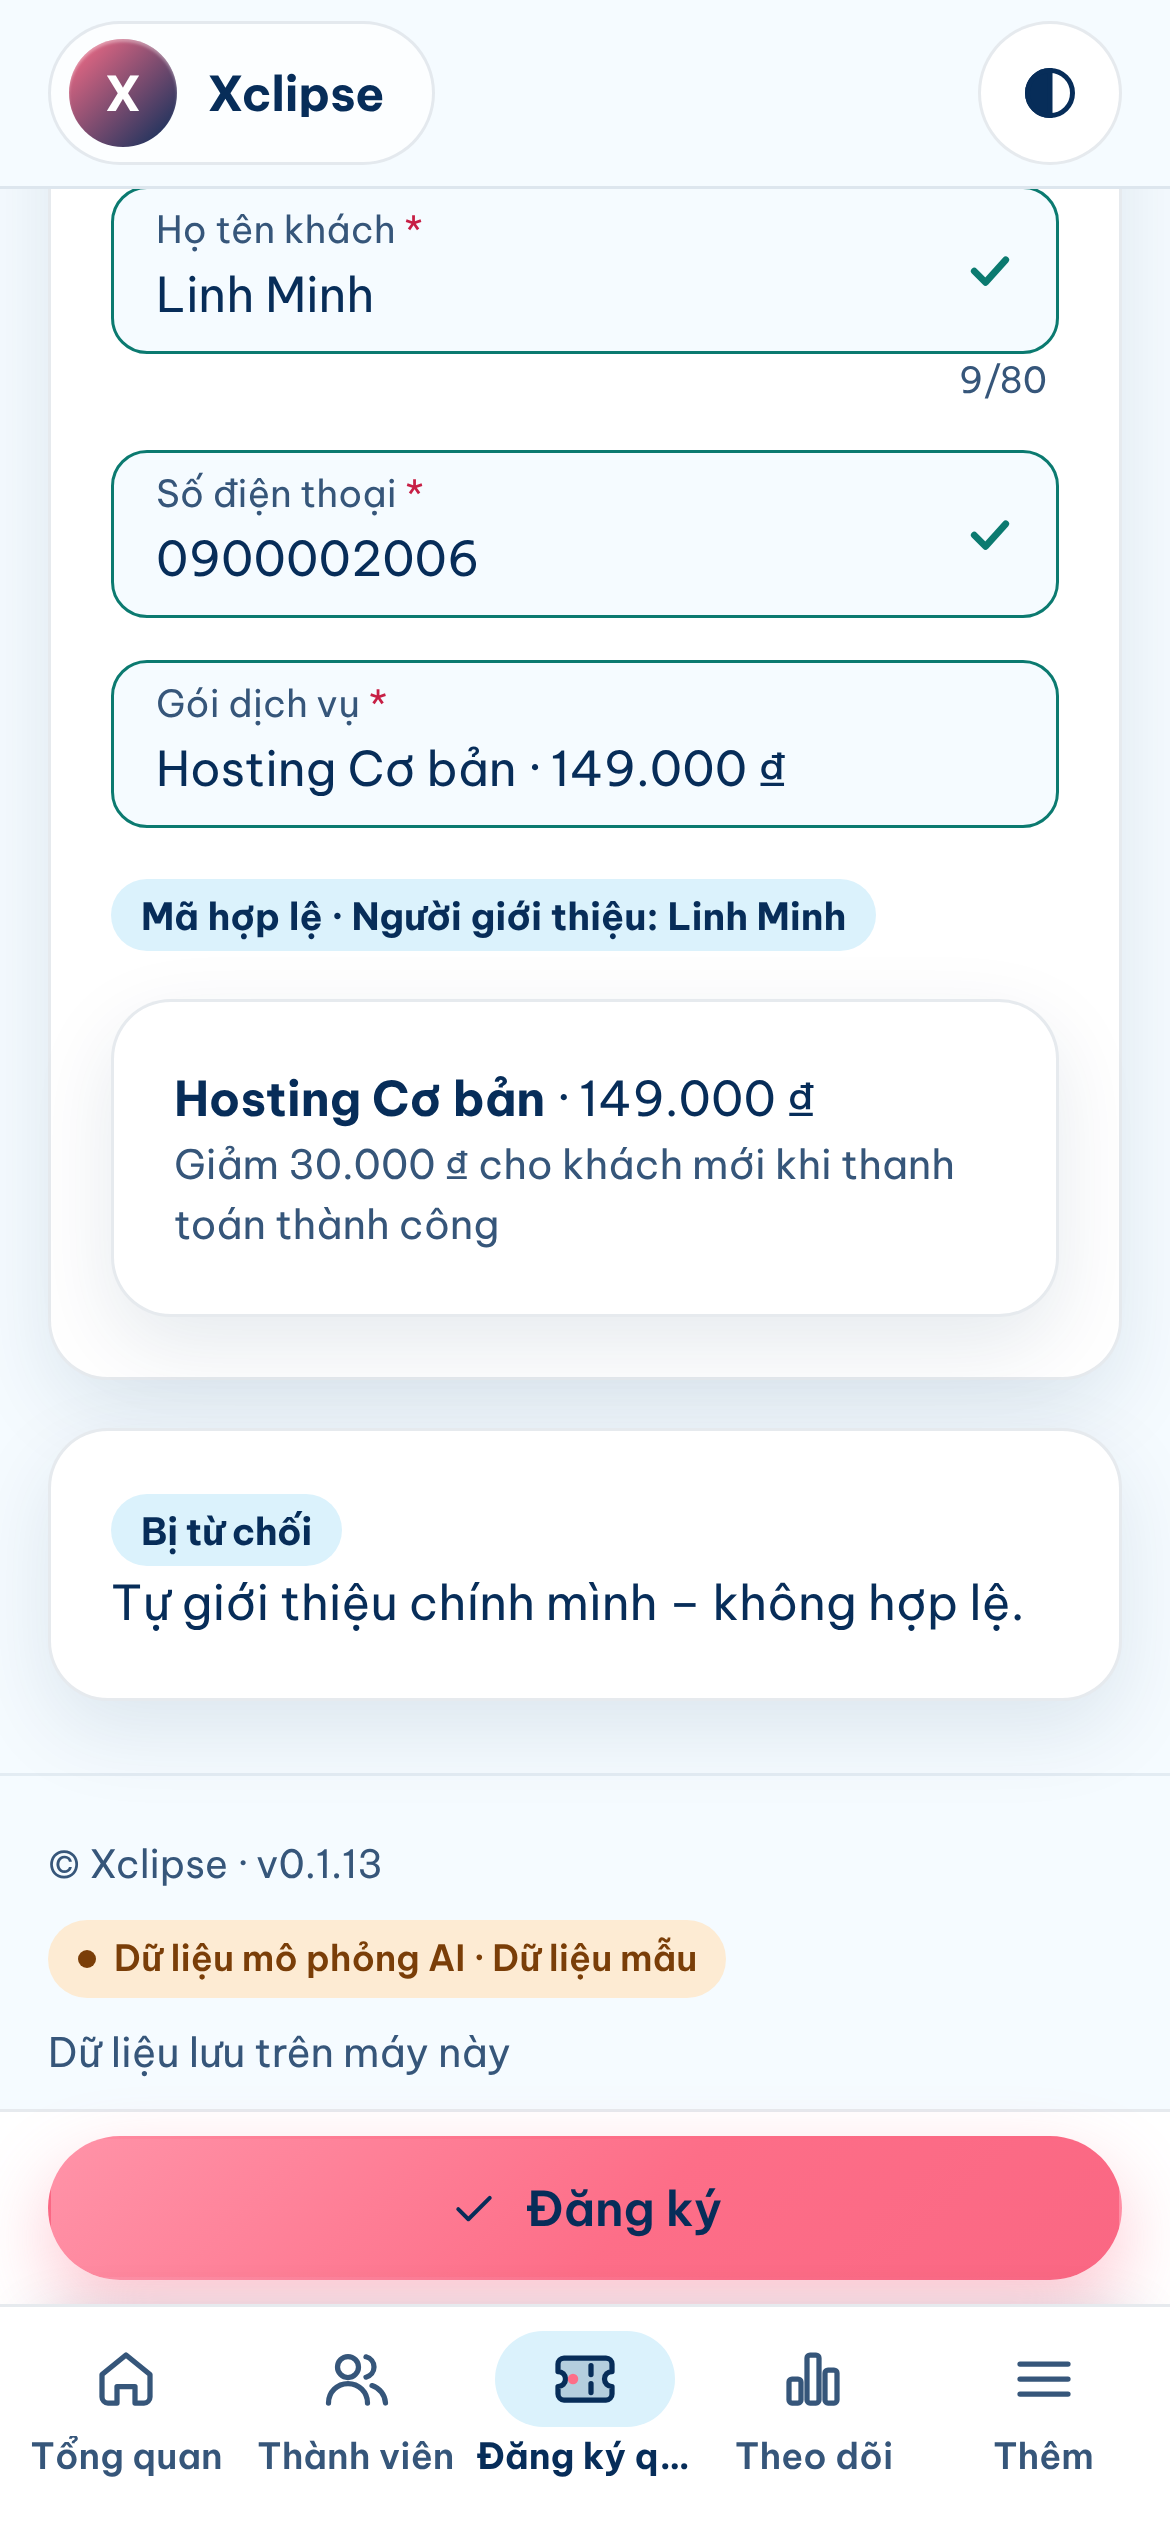 X Xclipse
Họ tên khách *
Linh Minh
9/80
Số điện thoại *
0900002006
Gói dịch vụ *
Hosting Cơ bản · 149.000 ₫
Mã hợp lệ · Người giới thiệu: Linh Minh
Hosting Cơ bản · 149.000 ₫
Giảm 30.000 ₫ cho khách mới khi thanh
toán thành công
Bị từ chối
Tự giới thiệu chính mình – không hợp lệ.
© Xclipse · v0.1.13
Dữ liệu mô phỏng AI · Dữ liệu mẫu
Dữ liệu lưu trên máy này
Đăng ký
Tổng quan Thành viên Đăng ký q... Theo dõi Thêm